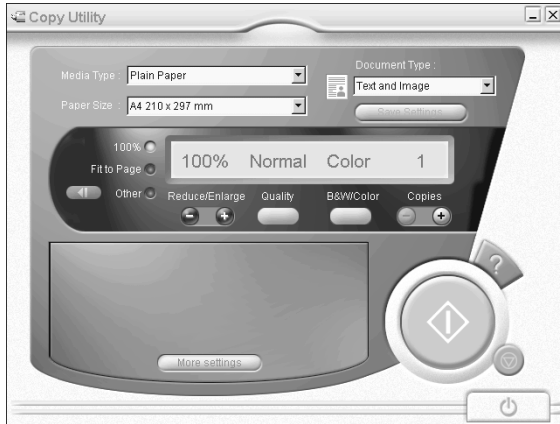 Copy Utility
Document Type :
Media Type : Plain Paper
Text and Image
Paper Size : A4 210 x 297 mm
Save Settings
100%
Fit to Page
Other
100% Normal Color 1
Reduce/Enlarge Quality B&W/Color Copies
More settings
?